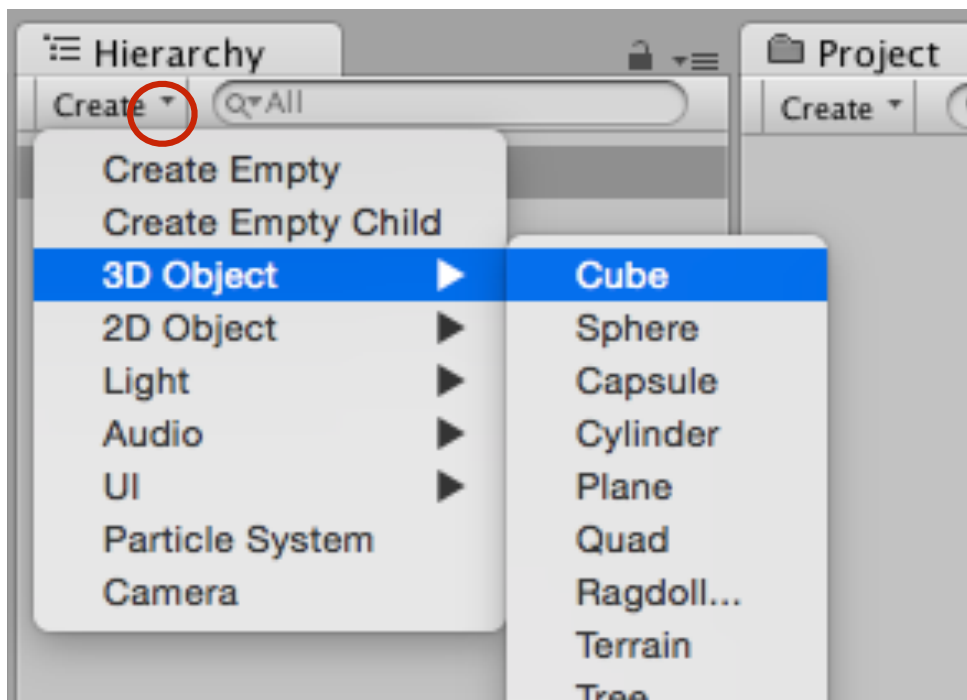 Hierarchy
Project
Create
All
Create
Create Empty
Create Empty Child
3D Object
2D Object
Light
Audio
UI
Particle System
Camera
Cube
Sphere
Capsule
Cylinder
Plane
Quad
Ragdoll...
Terrain
Tree